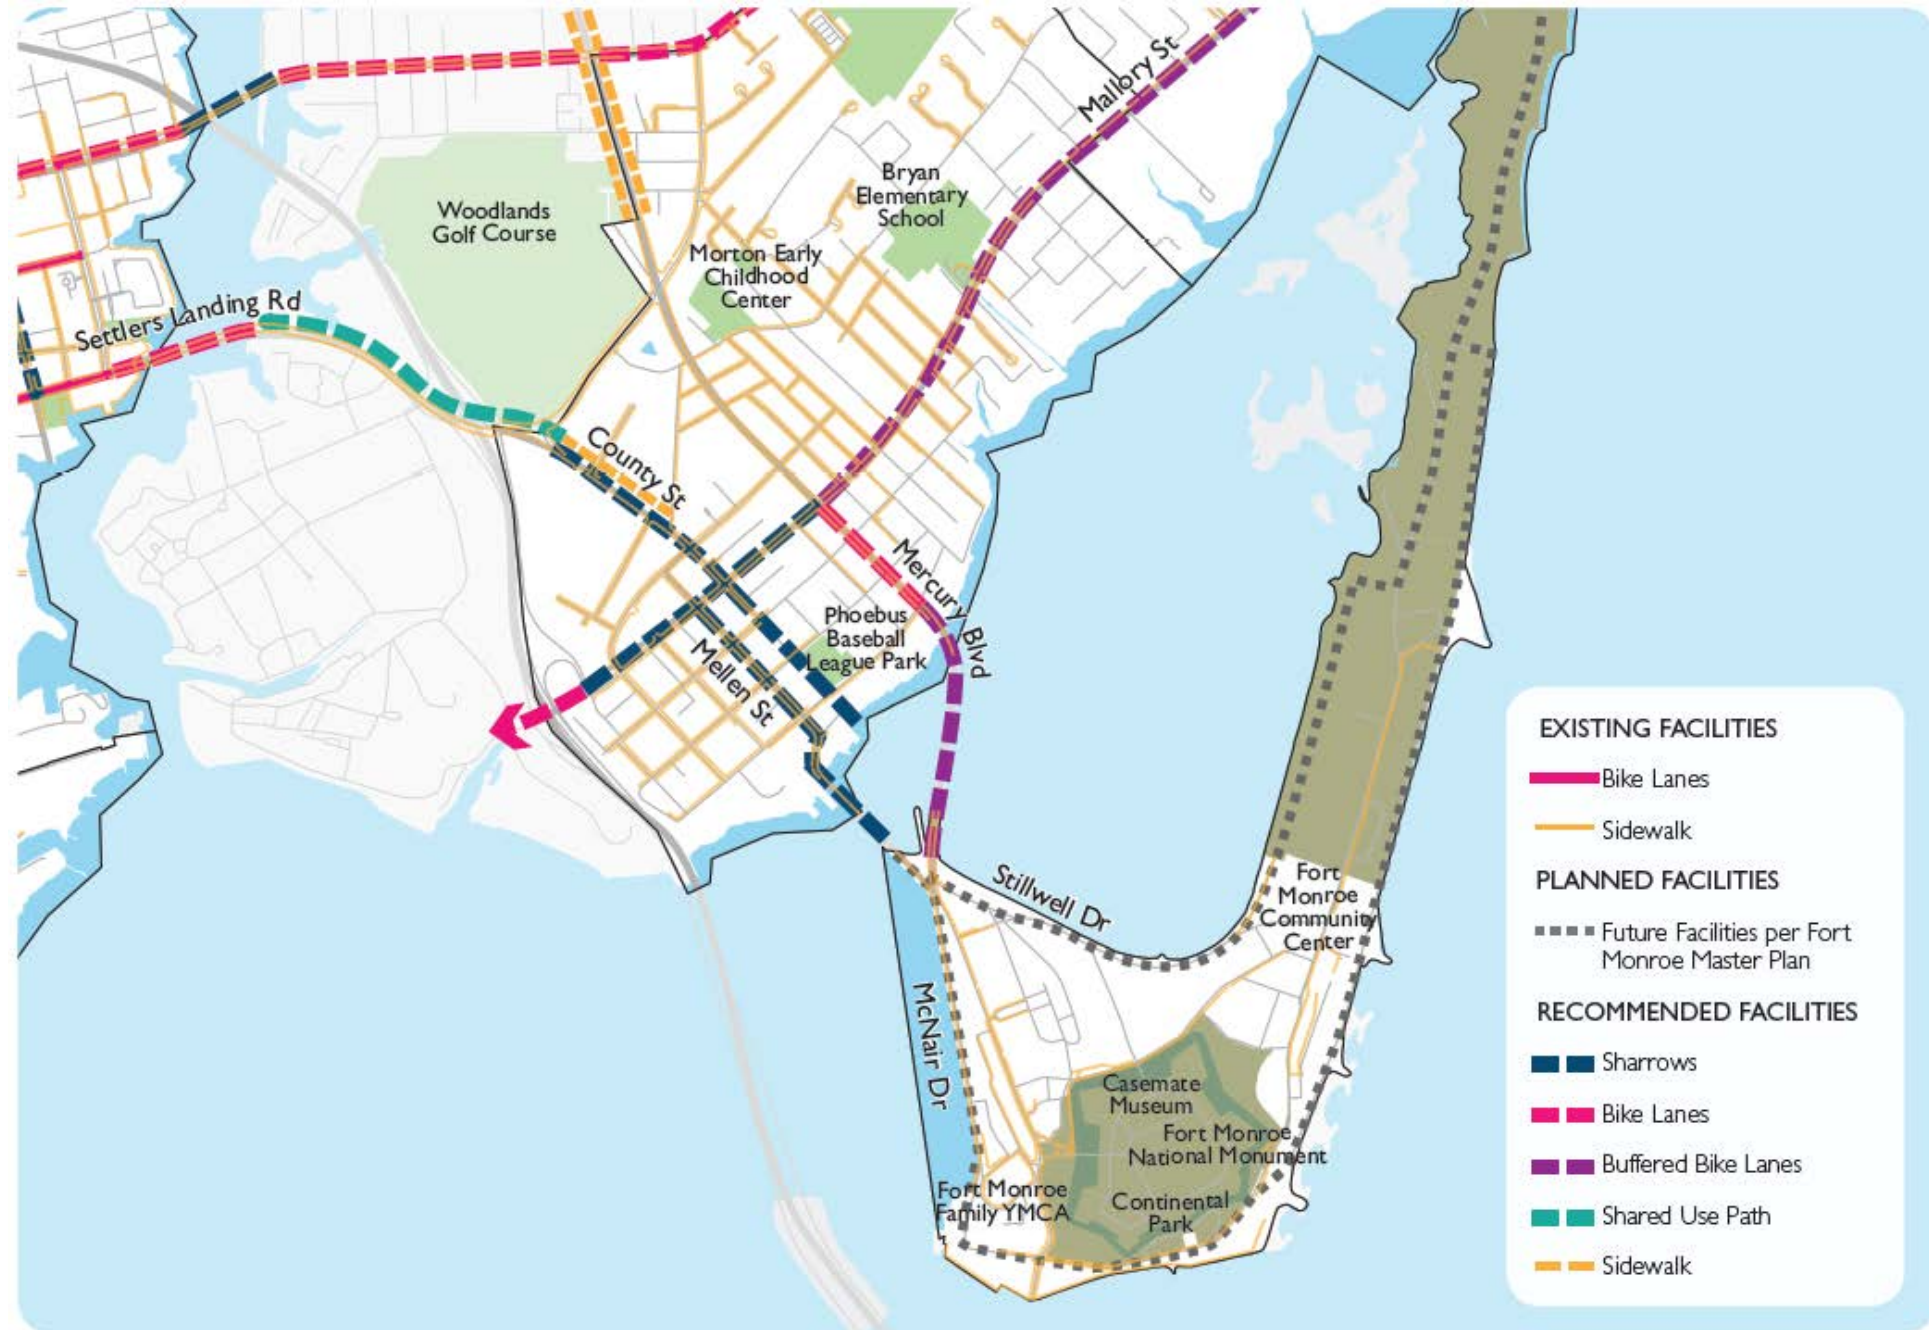 Mallory St
Bryan
Elementary
School
Woodlands
Golf Course
Morton Early
Childhood
Center
Settlers Landing Rd
County St
Mercury Blvd
Phoebus
Baseball
League Park
Mellen St
Stillwell Dr
Fort
Monroe
Community
Center
McNair Dr
Casemate
Museum
Fort Monroe
National Monument
Fort Monroe
Family YMCA
Continental
Park
EXISTING FACILITIES
Bike Lanes
Sidewalk
PLANNED FACILITIES
Future Facilities per Fort
Monroe Master Plan
RECOMMENDED FACILITIES
Sharrows
Bike Lanes
Buffered Bike Lanes
Shared Use Path
Sidewalk